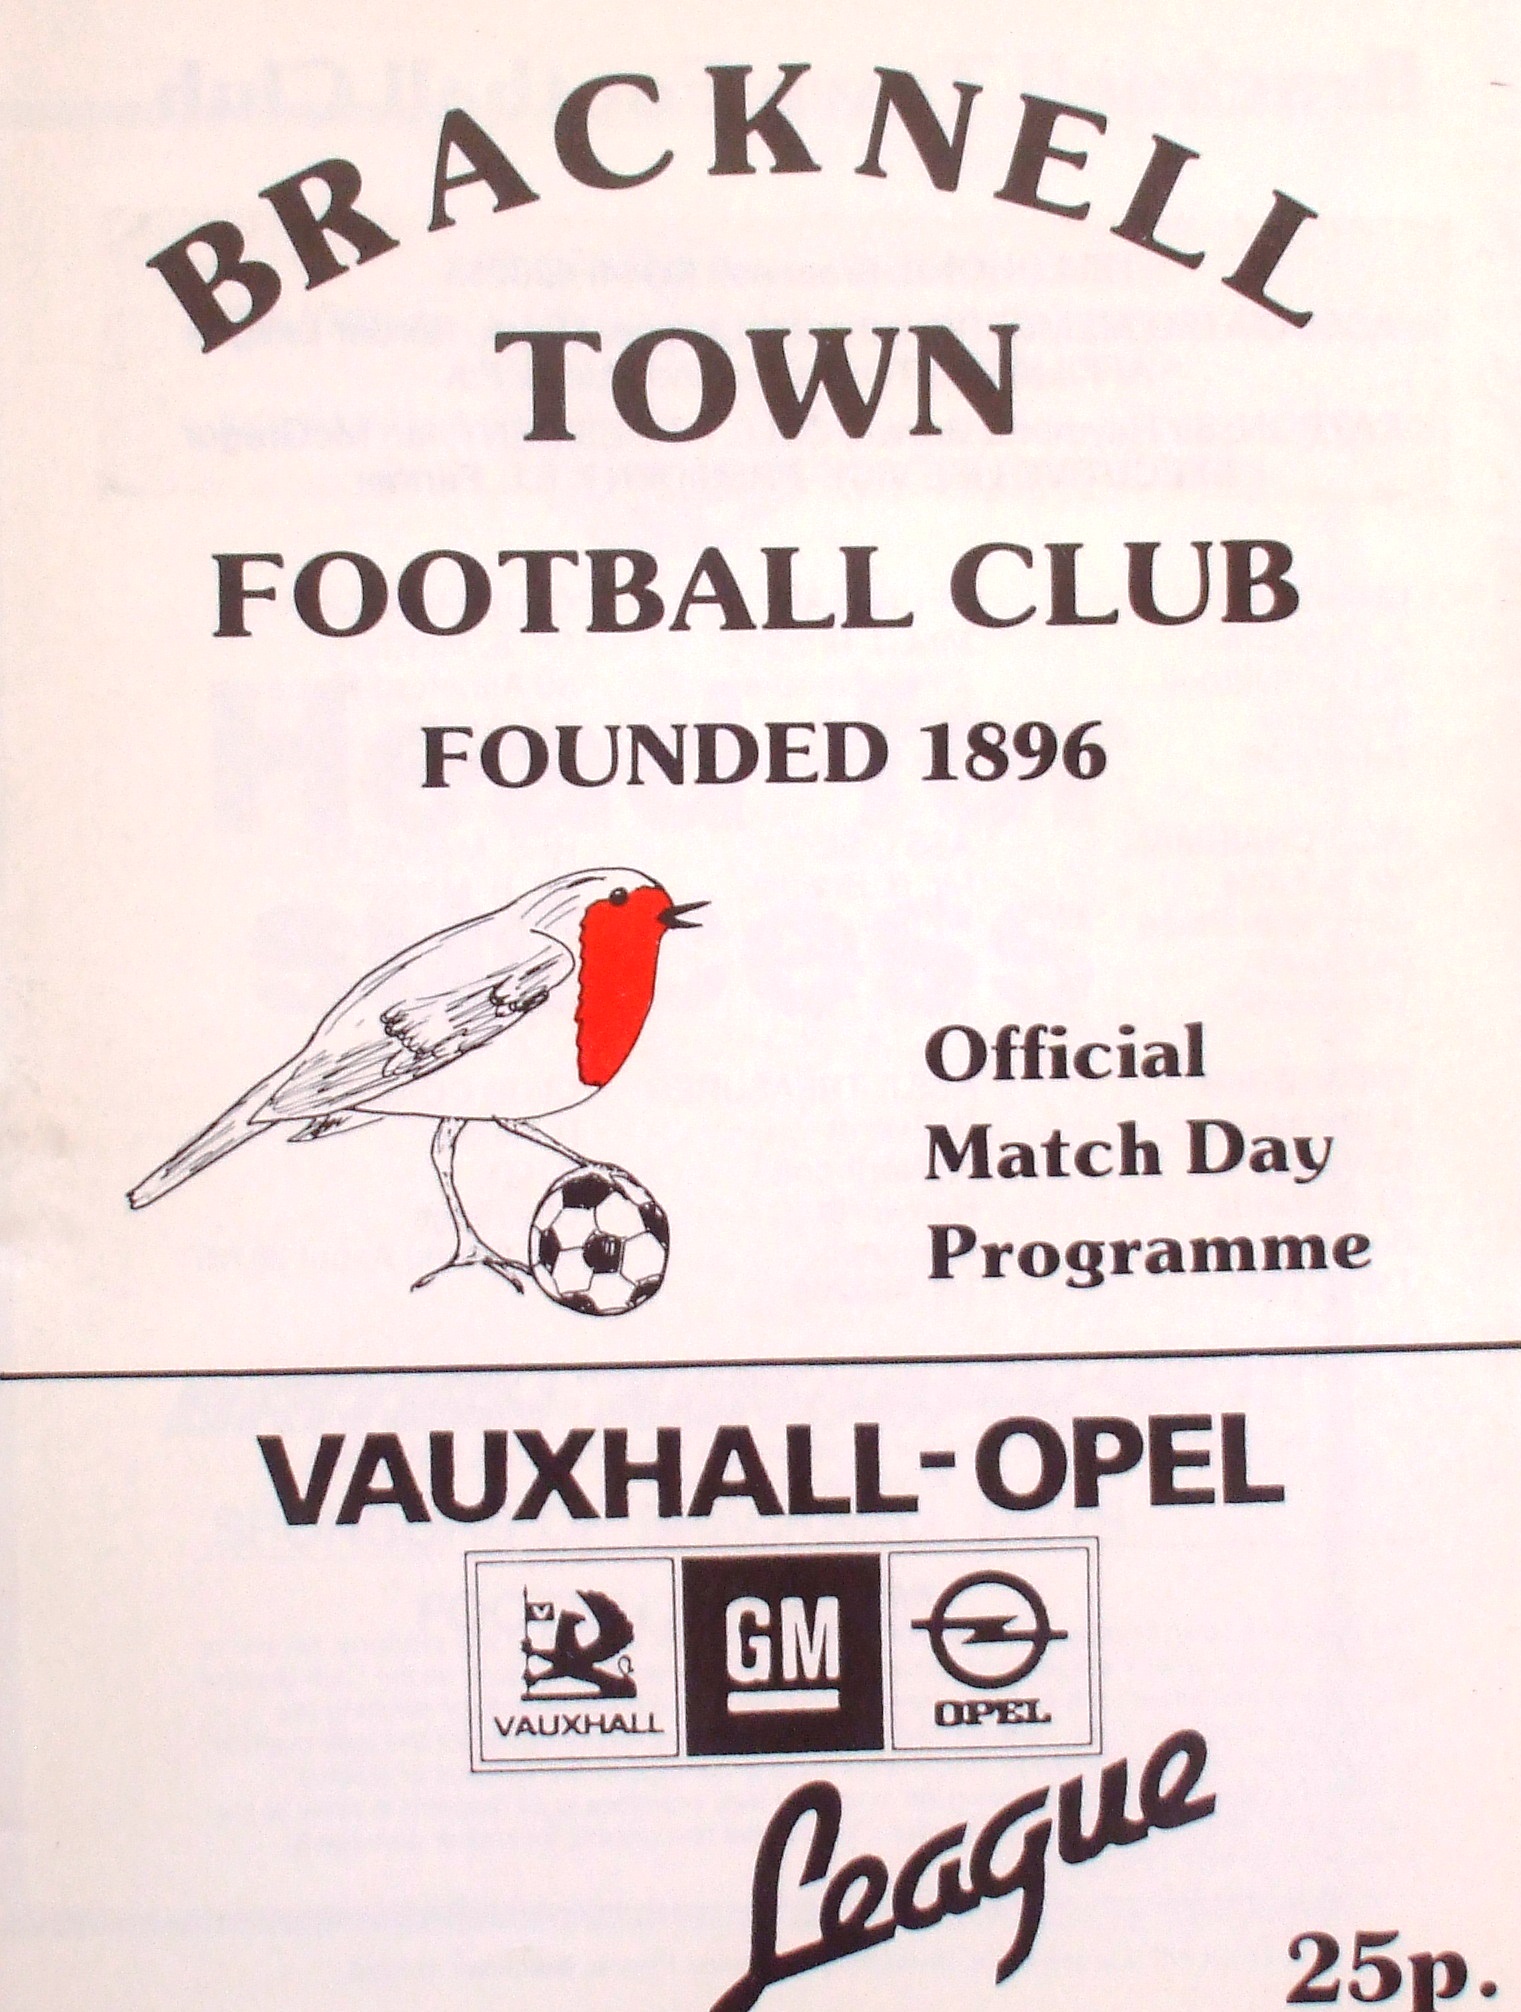 BRACKNELL
TOWN
FOOTBALL CLUB
FOUNDED 1896
Official
Match Day
Programme
VAUXHALL-OPEL
VAUXHALL
GM
OPEL
League
25p.